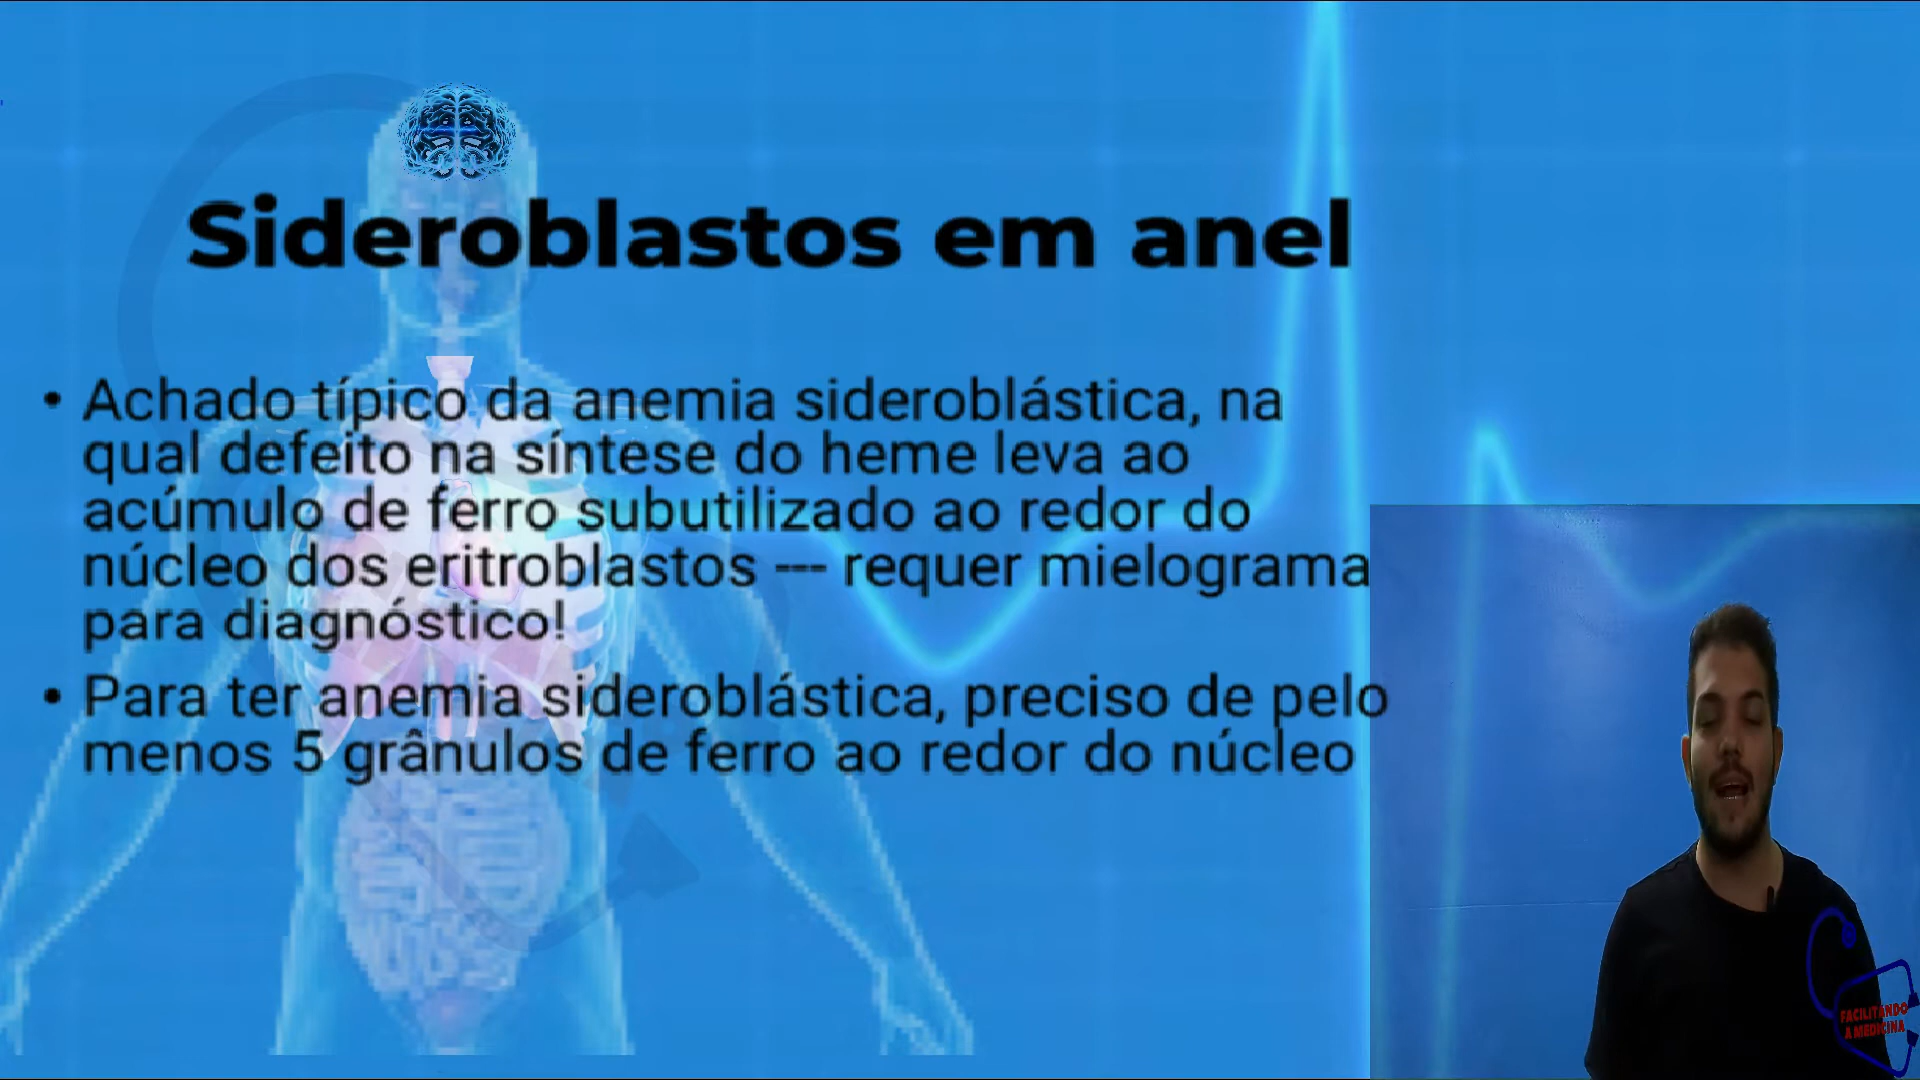 Sideroblastos em anel
• Achado típico da anemia sideroblástica, na
qual defeito na síntese do heme leva ao
acúmulo de ferro subutilizado ao redor do
núcleo dos eritroblastos --- requer mielograma
para diagnóstico!
• Para ter anemia sideroblástica, preciso de pelo
menos 5 grânulos de ferro ao redor do núcleo
FACILITANDO
A MEDICINA